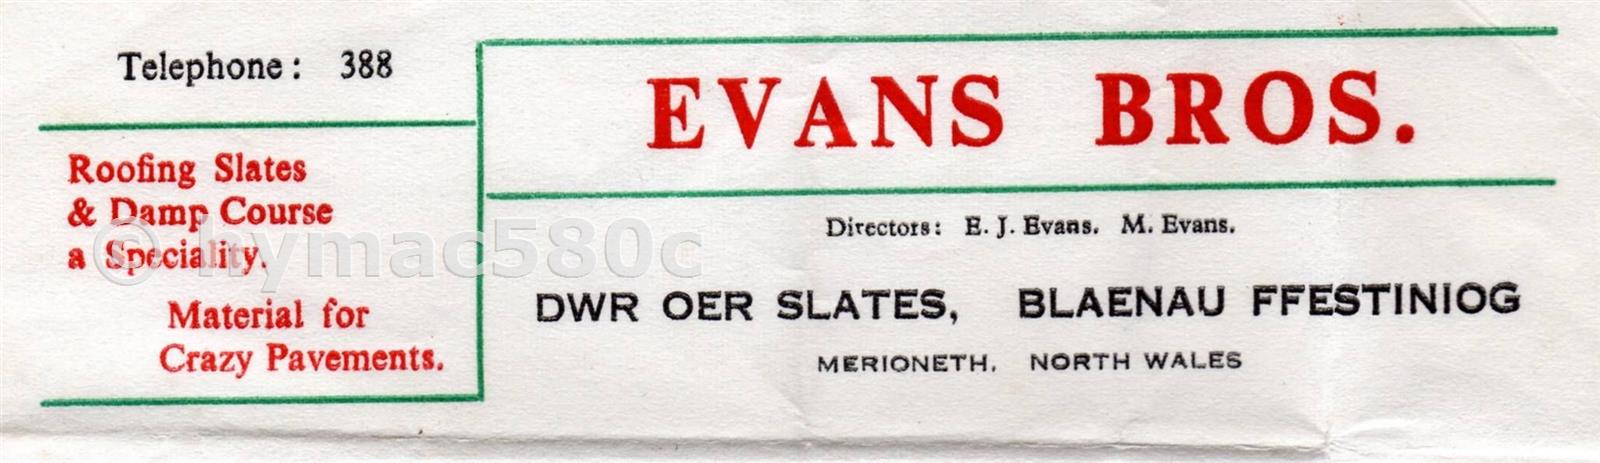 Telephone: 388
Roofing Slates
& Damp Course
a Speciality.
Material for
Crazy Pavements.
EVANS BROS.
Directors: E. J. Evans. M. Evans.
DWR OER SLATES, BLAENAU FFESTINIOG
MERIONETH, NORTH WALES
© hymac580c